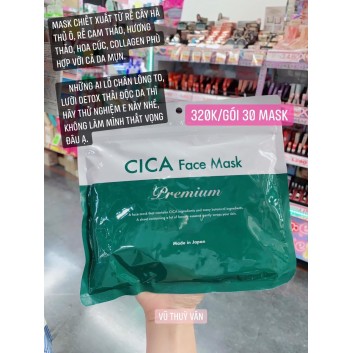 MASK CHIẾT XUẤT TỪ RỄ CÂY HÀ
THỦ Ô, RỄ CAM THẢO, HƯƠNG
THẢO, HOA CÚC, COLLAGEN PHÙ
HỢP VỚI CẢ DA MỤN.
NHỮNG AI LỖ CHÂN LÔNG TO,
LƯỜI DETOX THẢI ĐỘC DA THÌ
HÃY THỬ NGHIỆM E NÀY NHÉ,
KHÔNG LÀM MÌNH THẤT VỌNG
ĐÂU Ạ.
320K/GÓI 30 MASK
CICA Face Mask
Premium
Made in Japan
VŨ THUÝ VÂN